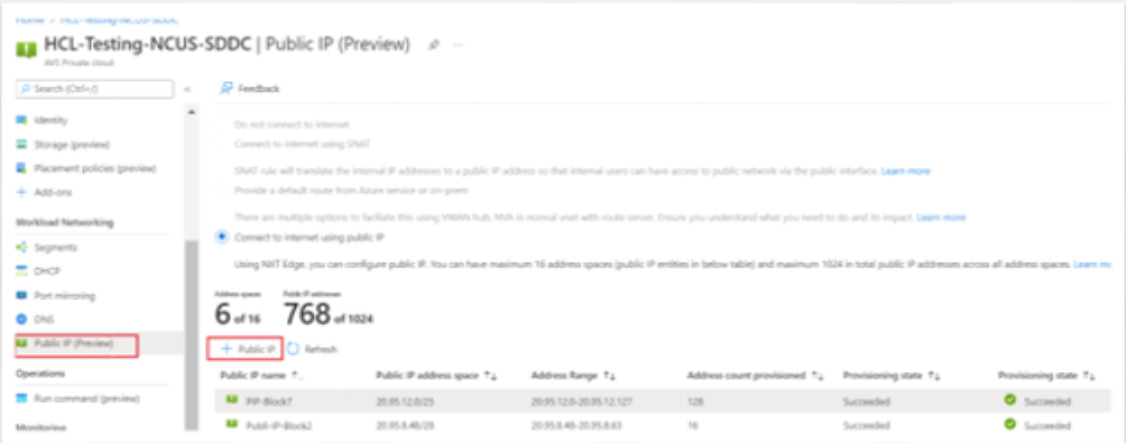 Home > HCL-Testing-NCUS-SDDC
HCL-Testing-NCUS-SDDC | Public IP (Preview)
AVS Private cloud
Search (Ctrl+/)
Feedback
Identity
Storage (preview)
Placement policies (preview)
Add-ons
Workload Networking
Segments
DHCP
Port mirroring
DNS
Public IP (Preview)
Operations
Run command (preview)
Monitoring
Do not connect to internet
Connect to internet using SNAT
SNAT rule will translate the internal IP addresses to a public IP address so that internal users can have access to public network via the public interface. Learn more
Provide a default route from Azure service or on-prem
There are multiple options to faciliate this using VWAN hub, NVA in normal vnet with route server. Ensure you understand what you need to do and its impact. Learn more
Connect to internet using public IP
Using NXT Edge, you can configure public IP. You can have maximum 16 address spaces (public IP entities in below table) and maximum 1024 in total public IP addresses across all address spaces. Learn mo
Address spaces Public IP addresses
6 of 16 768 of 1024
+ Public IP Refresh
Public IP name Public IP address space Address Range Address count provisioned Provisioning state Provisioning state
PIP-Block7 20.95.12.0/25 20.95.12.0-20.95.12.127 128 Succeeded Succeeded
Publi-IP-Block2 20.95.8.48/28 20.95.8.48-20.95.8.63 16 Succeeded Succeeded